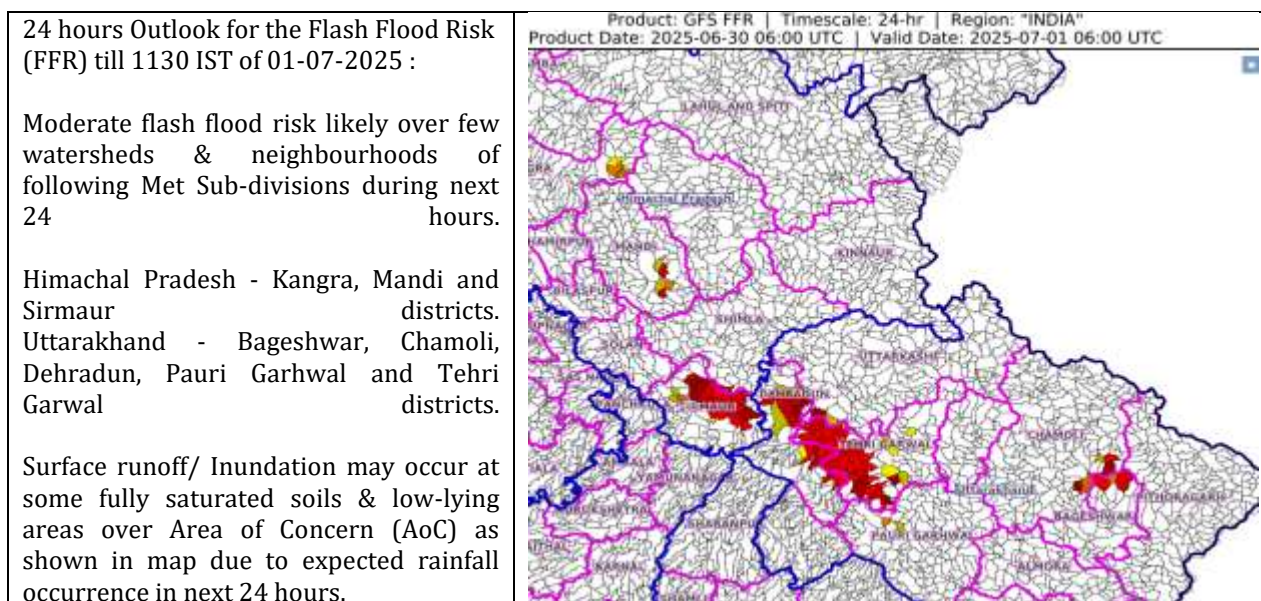 24 hours Outlook for the Flash Flood Risk
(FFR) till 1130 IST of 01-07-2025 :
Moderate flash flood risk likely over few
watersheds & neighbourhoods of
following Met Sub-divisions during next
24 hours.
Himachal Pradesh - Kangra, Mandi and
Sirmaur districts.
Uttarakhand - Bageshwar, Chamoli,
Dehradun, Pauri Garhwal and Tehri
Garwal districts.
Surface runoff/ Inundation may occur at
some fully saturated soils & low-lying
areas over Area of Concern (AoC) as
shown in map due to expected rainfall
occurrence in next 24 hours.
Product: GFS FFR | Timescale: 24-hr | Region: "INDIA"
Product Date: 2025-06-30 06:00 UTC | Valid Date: 2025-07-01 06:00 UTC
LAHUL AND SPITI
Himachal Pradesh
MANDI
KINNAUR
BILASPUR
SHIMLA
SOLAN
UTTARKASHI
SIRMAUR
DEHRADUN
TEHRI GARWAL
CHAMOLI
Uttarakhand
PITHORAGARH
BAGESHWAR
YAMUNANAGAR
SAHARANPUR
PAURI GARHWAL
KARNAL
ALMORA